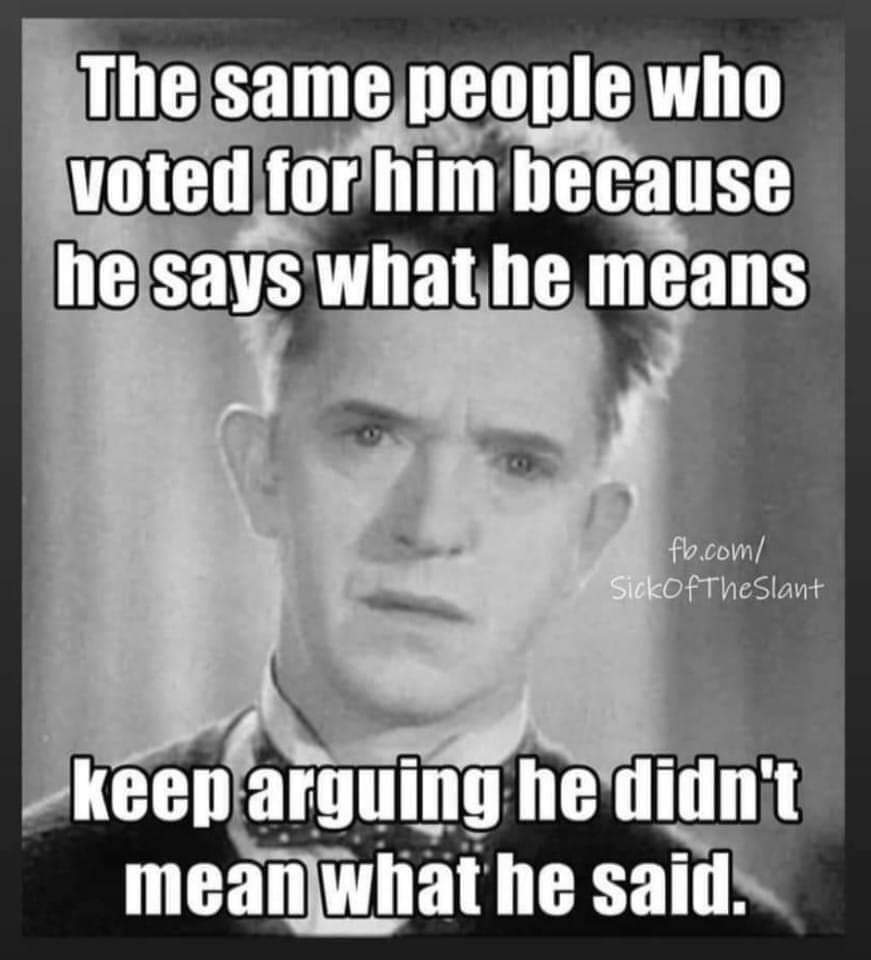 The same people who
voted for him because
he says what he means
fb.com/
SickOfTheSlant
keep arguing he didn't
mean what he said.